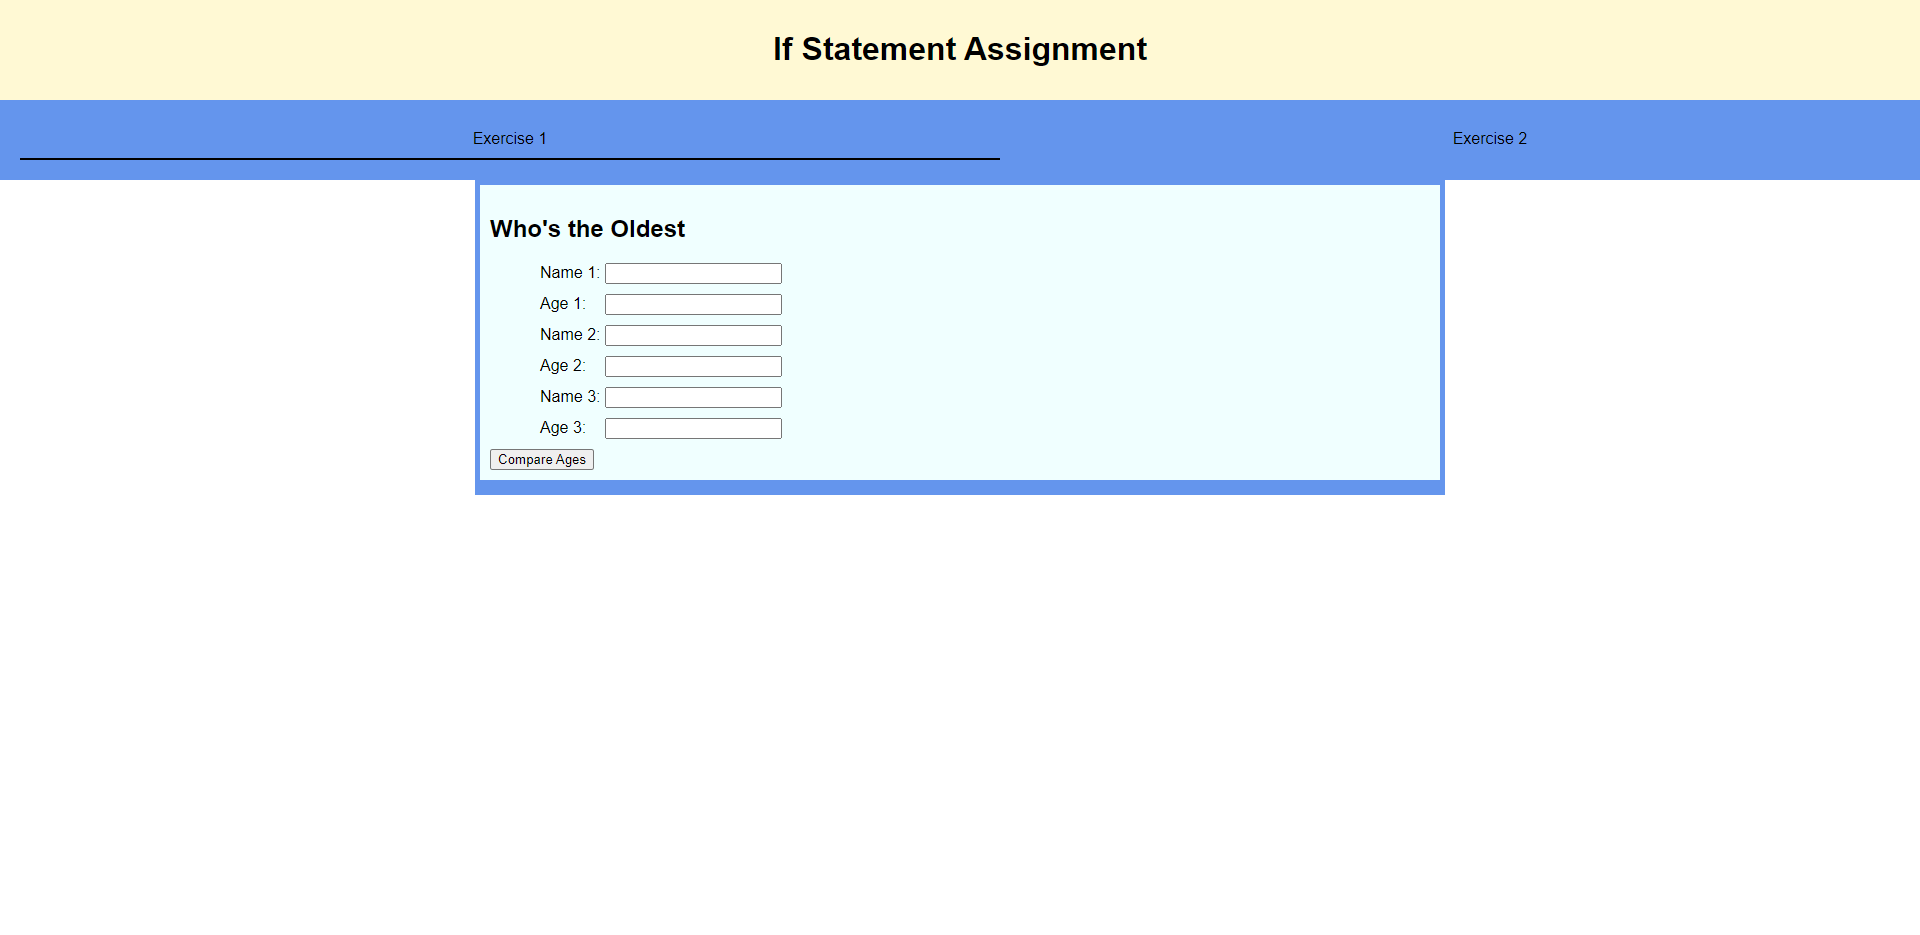 If Statement Assignment
Exercise 1 Exercise 2
Who's the Oldest
Name 1:
Age 1:
Name 2:
Age 2:
Name 3:
Age 3:
Compare Ages